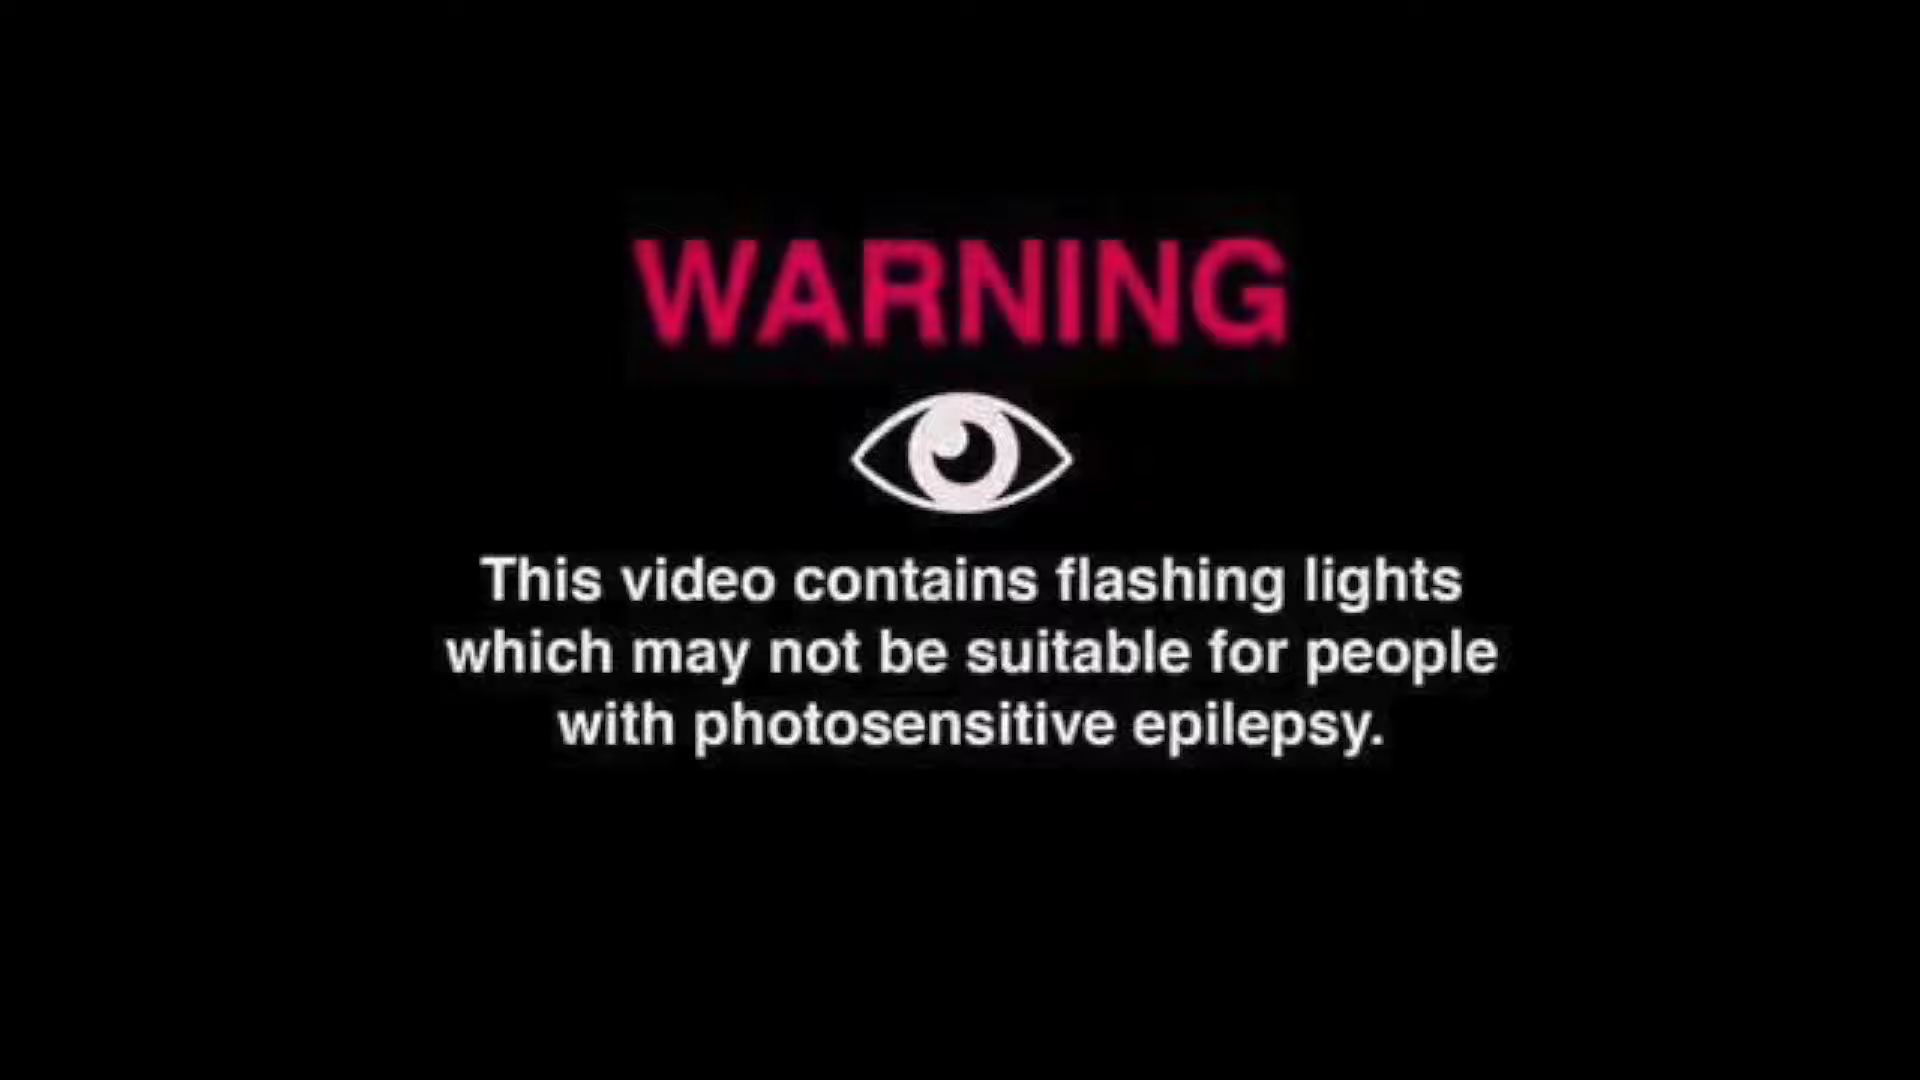 WARNING
This video contains flashing lights
which may not be suitable for people
with photosensitive epilepsy.